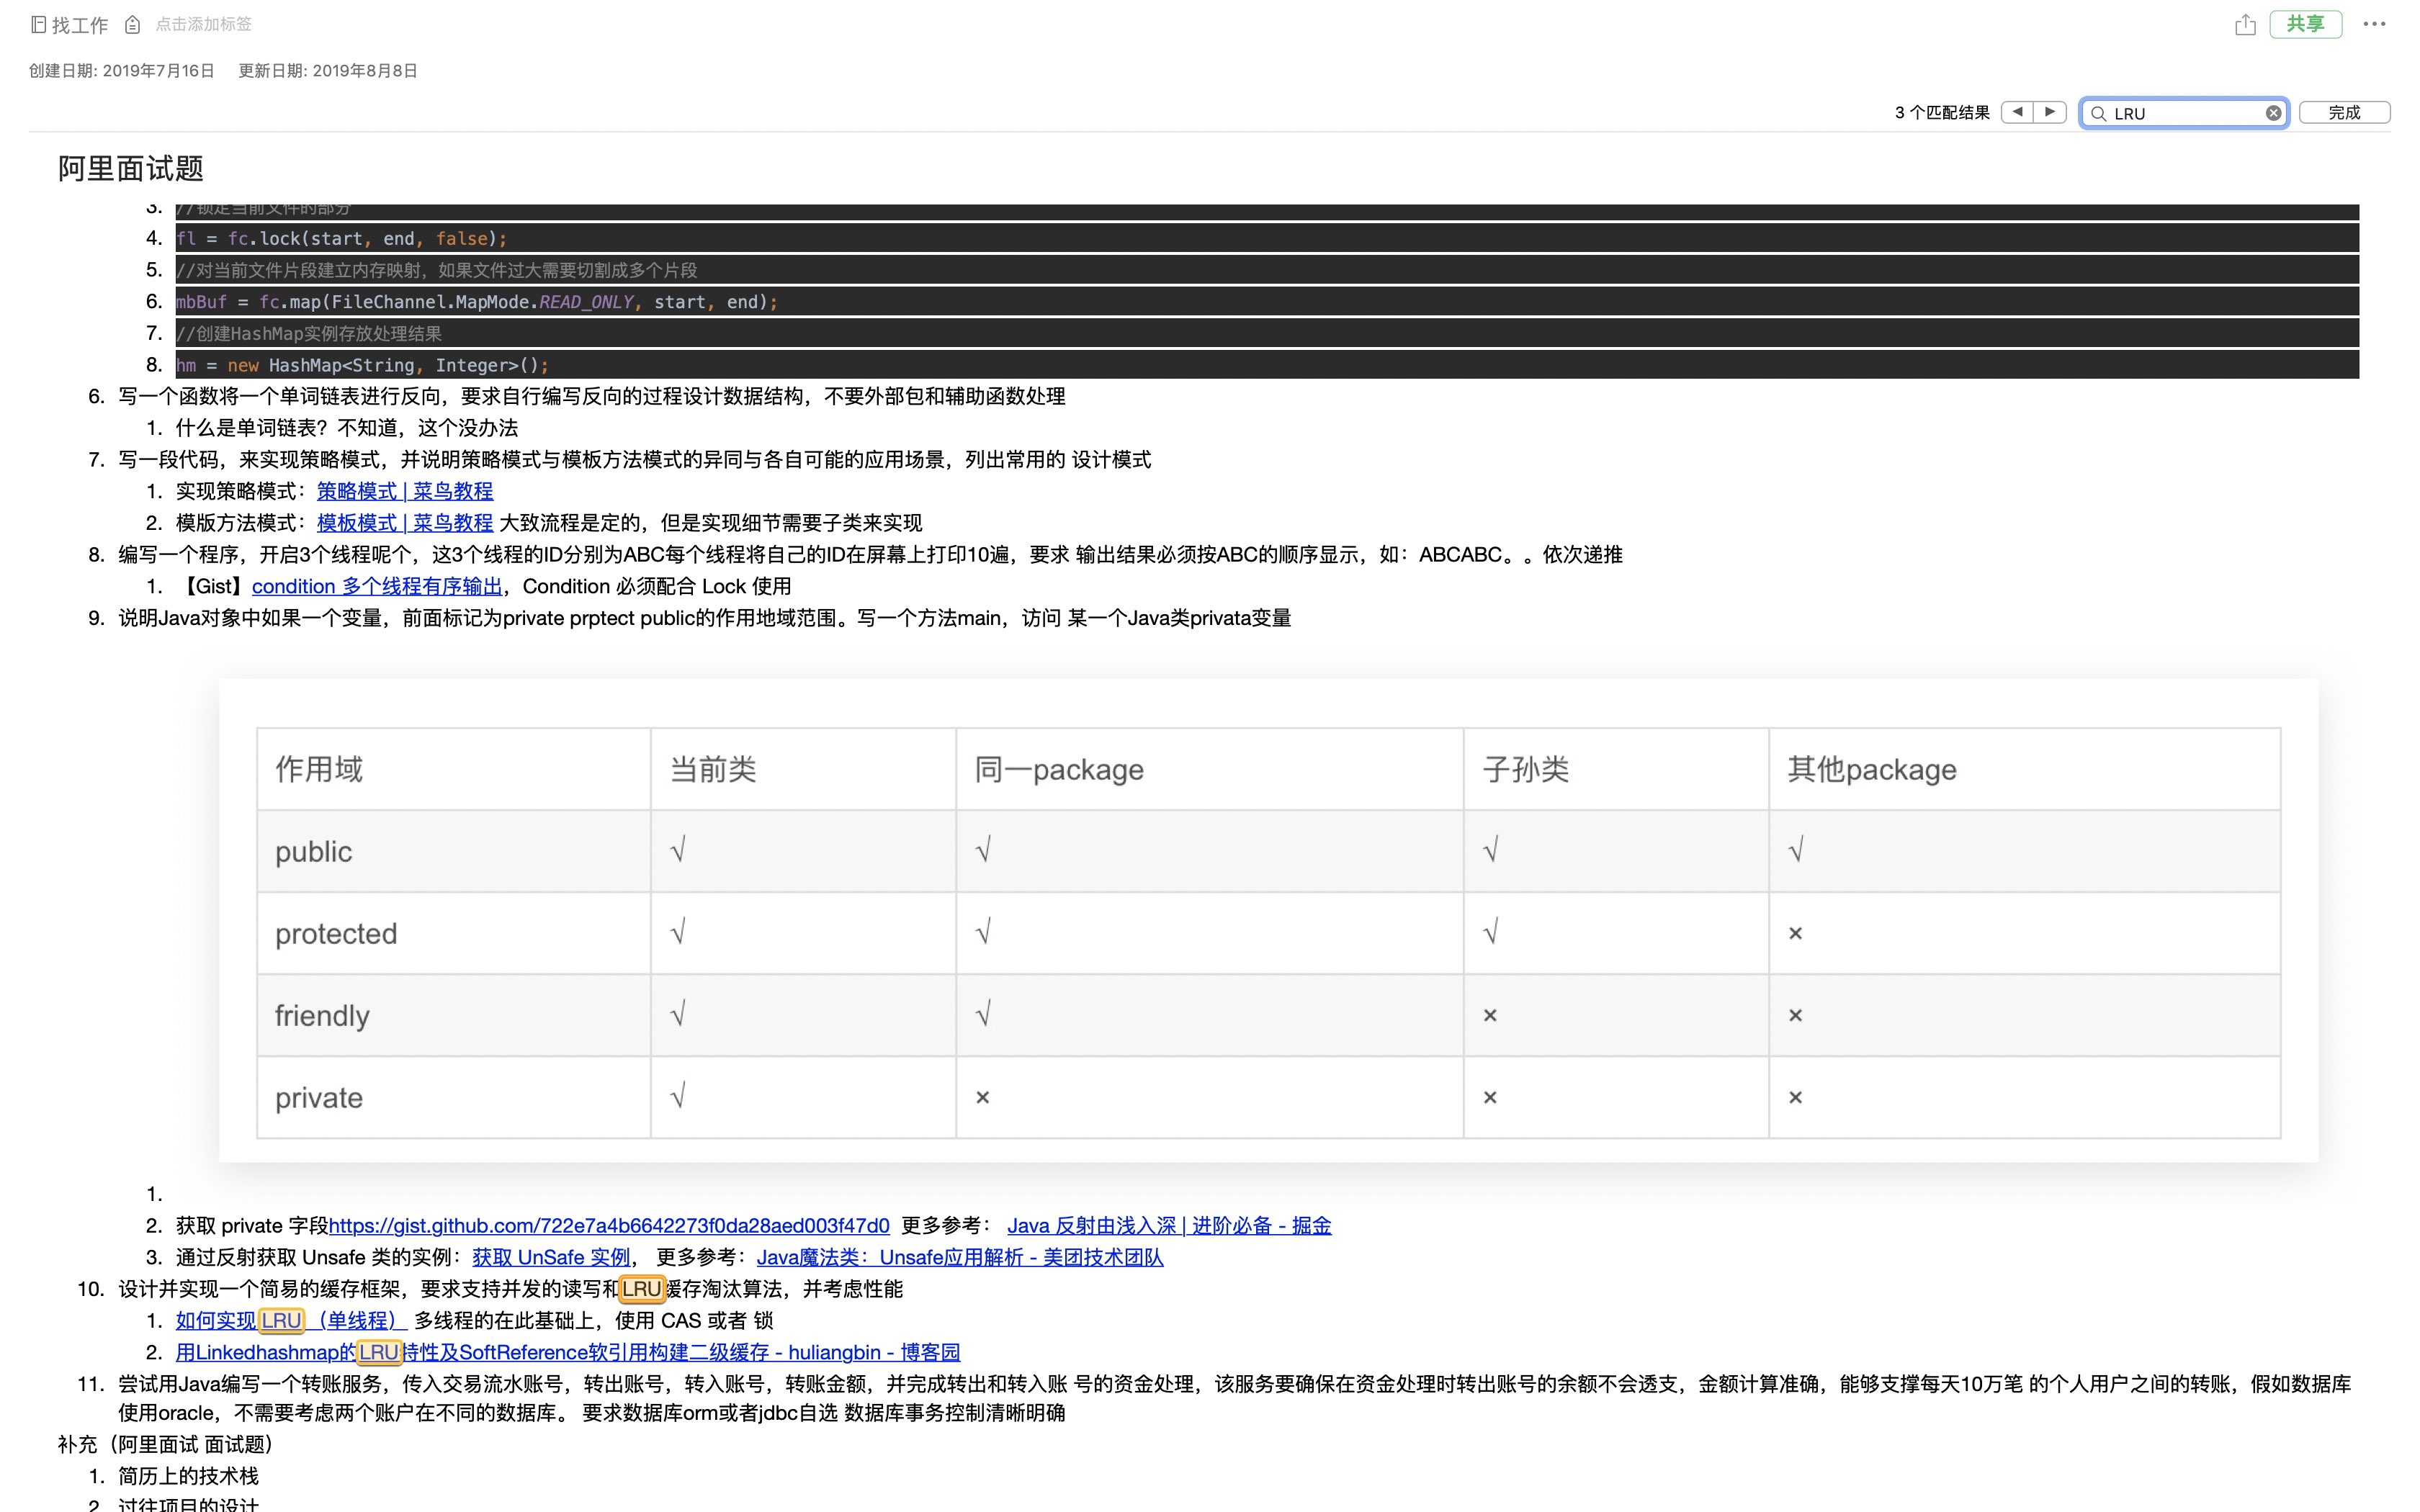 找工作 点击添加标签 共享
创建日期: 2019年7月16日 更新日期: 2019年8月8日
3 个匹配结果 LRU 完成
阿里面试题
3. //锁定当前文件的部分
4. fl = fc.lock(start, end, false);
5. //对当前文件片段建立内存映射，如果文件过大需要切割成多个片段
6. mbBuf = fc.map(FileChannel.MapMode.READ_ONLY, start, end);
7. //创建HashMap实例存放处理结果
8. hm = new HashMap<String, Integer>();
6. 写一个函数将一个单词链表进行反向，要求自行编写反向的过程设计数据结构，不要外部包和辅助函数处理
1. 什么是单词链表？不知道，这个没办法
7. 写一段代码，来实现策略模式，并说明策略模式与模板方法模式的异同与各自可能的应用场景，列出常用的 设计模式
1. 实现策略模式：策略模式 | 菜鸟教程
2. 模版方法模式：模板模式 | 菜鸟教程 大致流程是定的，但是实现细节需要子类来实现
8. 编写一个程序，开启3个线程呢个，这3个线程的ID分别为ABC每个线程将自己的ID在屏幕上打印10遍，要求 输出结果必须按ABC的顺序显示，如：ABCABC。。依次递推
1. 【Gist】condition 多个线程有序输出，Condition 必须配合 Lock 使用
9. 说明Java对象中如果一个变量，前面标记为private prptect public的作用地域范围。写一个方法main，访问 某一个Java类privata变量
作用域 当前类 同一package 子孙类 其他package
public √ √ √ √
protected √ √ √ ×
friendly √ √ × ×
private √ × × ×
1.
2. 获取 private 字段https://gist.github.com/722e7a4b6642273f0da28aed003f47d0 更多参考： Java 反射由浅入深 | 进阶必备 - 掘金
3. 通过反射获取 Unsafe 类的实例：获取 UnSafe 实例， 更多参考：Java魔法类：Unsafe应用解析 - 美团技术团队
10. 设计并实现一个简易的缓存框架，要求支持并发的读写和LRU缓存淘汰算法，并考虑性能
1. 如何实现LRU（单线程） 多线程的在此基础上，使用 CAS 或者 锁
2. 用Linkedhashmap的LRU特性及SoftReference软引用构建二级缓存 - huliangbin - 博客园
11. 尝试用Java编写一个转账服务，传入交易流水账号，转出账号，转入账号，转账金额，并完成转出和转入账 号的资金处理，该服务要确保在资金处理时转出账号的余额不会透支，金额计算准确，能够支撑每天10万笔 的个人用户之间的转账，假如数据库
使用oracle，不需要考虑两个账户在不同的数据库。 要求数据库orm或者jdbc自选 数据库事务控制清晰明确
补充（阿里面试 面试题）
1. 简历上的技术栈
2. 过往项目的设计